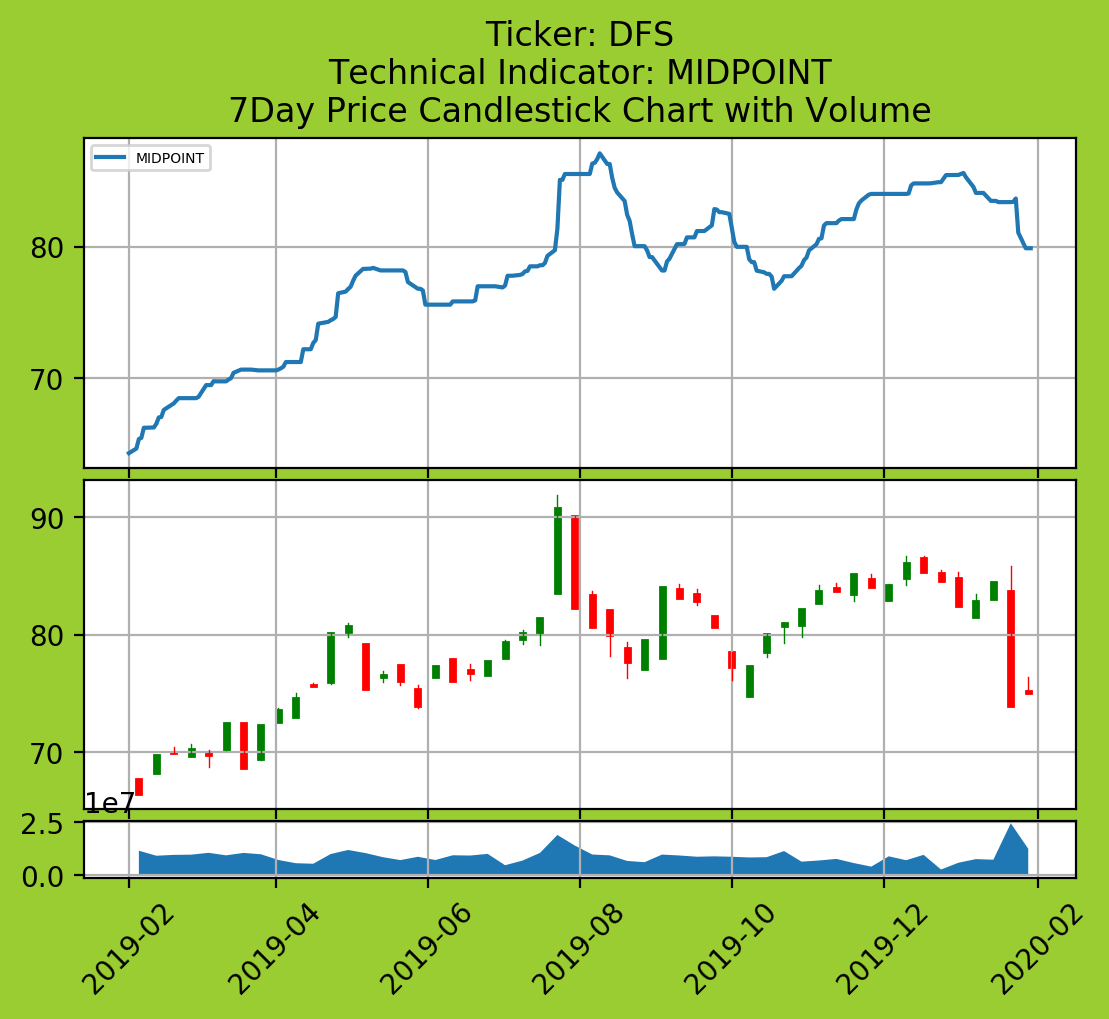 Ticker: DFS
Technical Indicator: MIDPOINT
7Day Price Candlestick Chart with Volume
MIDPOINT
80
70
90
80
70
1e7
2.5
0.0
2019-02
2019-04
2019-06
2019-08
2019-10
2019-12
2020-02